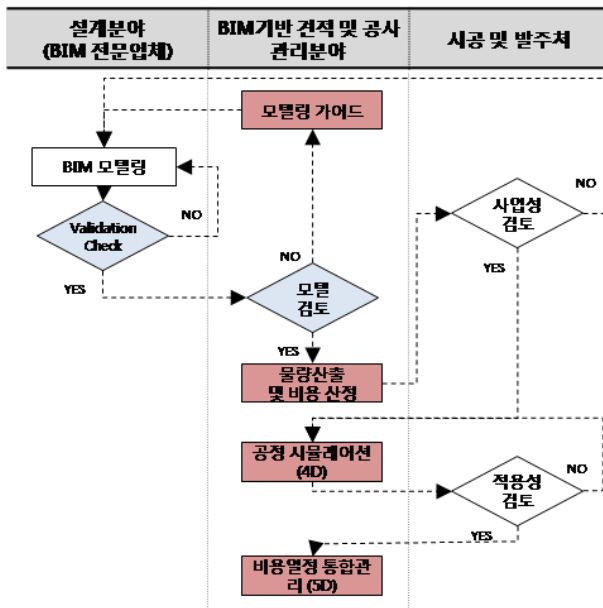 설계분야
(BIM 전문업체)
BIM기반 견적 및 공사
관리분야
시공 및 발주처
모델링 가이드
BIM 모델링
NO
Validation
Check
YES
NO
모델
검토
YES
사업성
검토
NO
YES
물량산출
및 비용 산정
공정 시뮬레이션
(4D)
적용성
검토
NO
YES
비용일정 통합관
리 (5D)